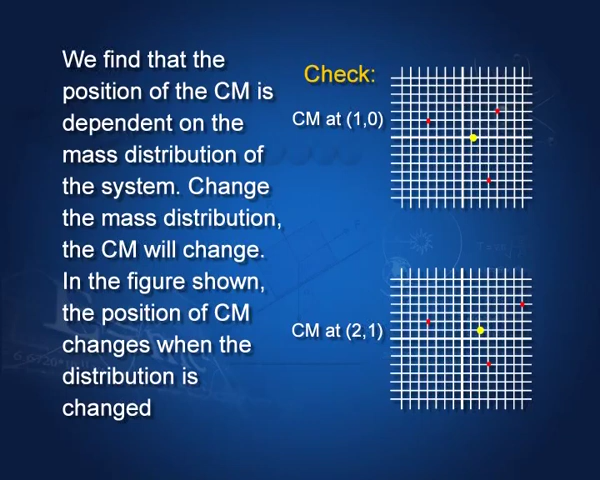 We find that the
position of the CM is
dependent on the
mass distribution of
the system. Change
the mass distribution,
the CM will change.
In the figure shown,
the position of CM
changes when the
distribution is
changed
Check:
CM at (1,0)
CM at (2,1)